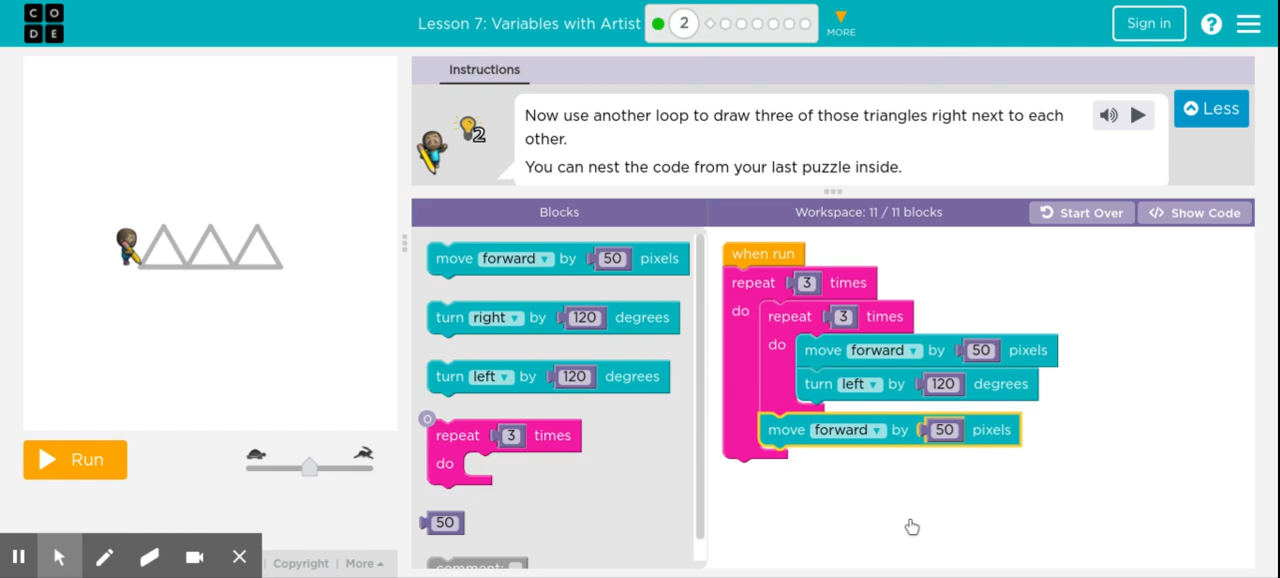 CO
DE
Lesson 7: Variables with Artist
2
MORE
Sign in
?
Instructions
2
Now use another loop to draw three of those triangles right next to each
other.
You can nest the code from your last puzzle inside.
Less
Blocks
Workspace: 11 / 11 blocks
Start Over
</> Show Code
move forward by 50 pixels
turn right by 120 degrees
turn left by 120 degrees
0
repeat 3 times
do
50
comment:
when run
repeat 3 times
do
repeat 3 times
do
move forward by 50 pixels
turn left by 120 degrees
move forward by 50 pixels
Run
| Copyright | More